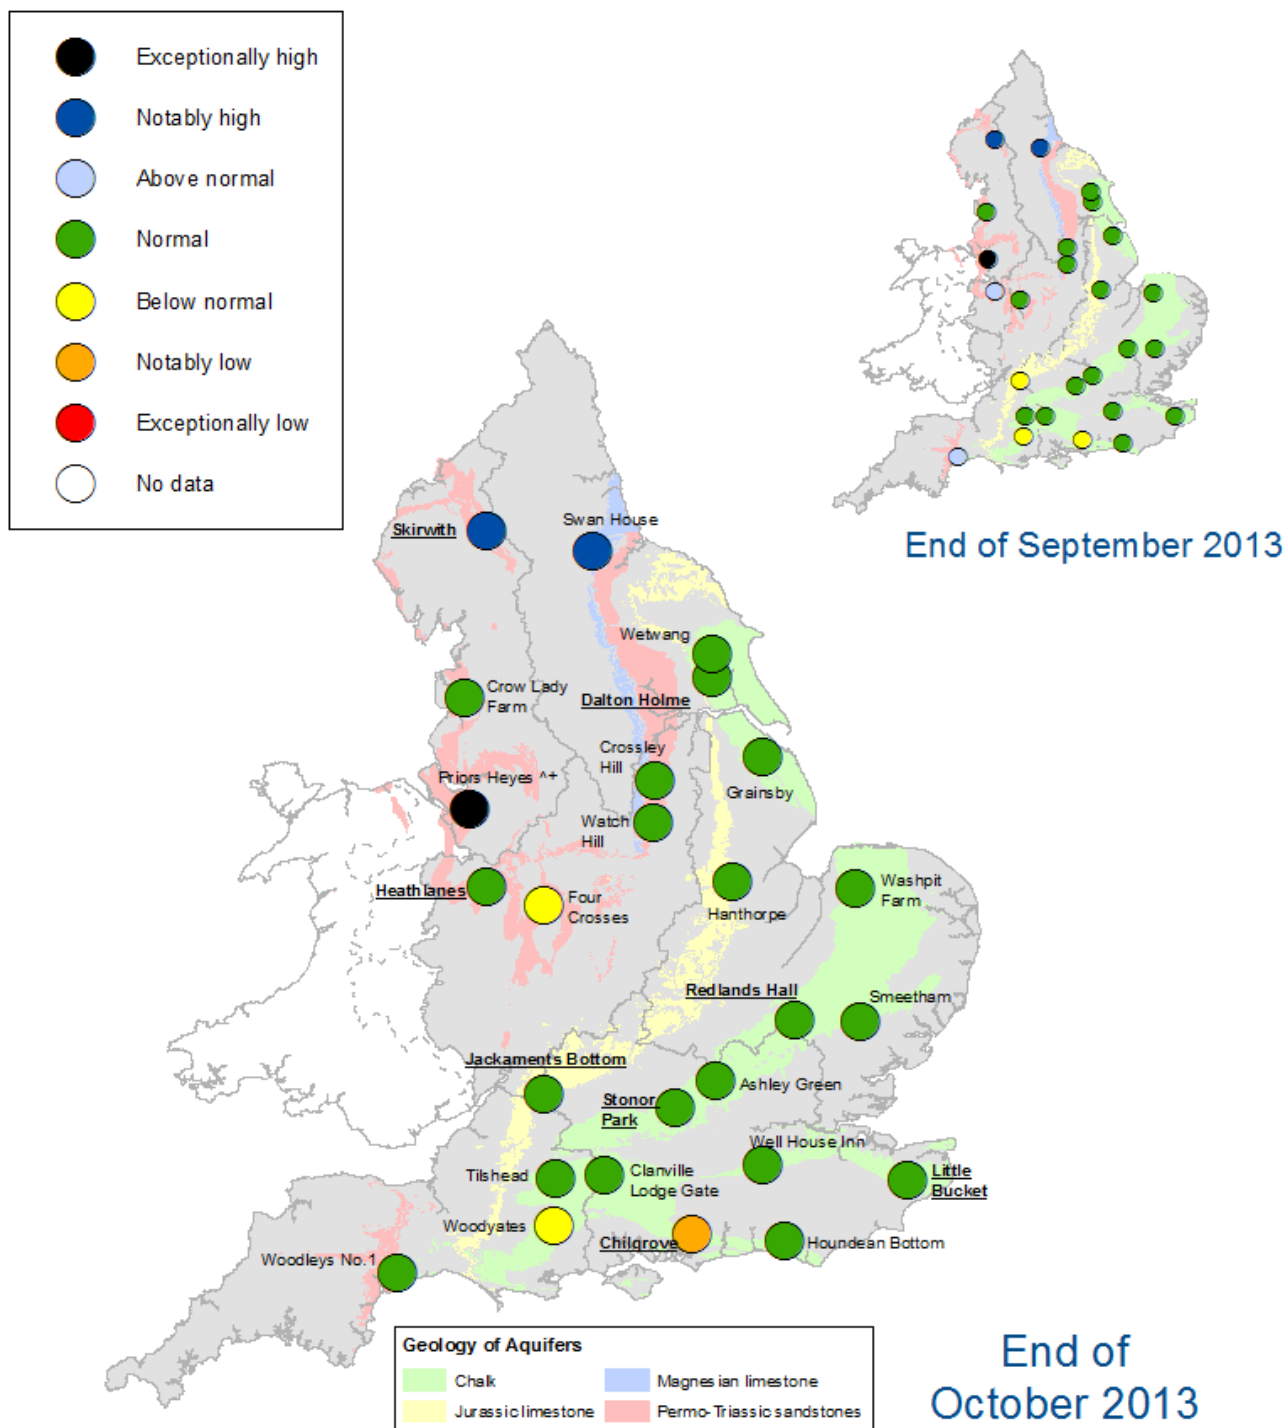 Exceptionally high
Notably high
Above normal
Normal
Below normal
Notably low
Exceptionally low
No data
End of September 2013
Skirwith
Swan House
Wetwang
Crow Lady
Farm
Dalton Holme
Crossley
Hill
Priors Heyes ^+
Grainsby
Watch
Hill
Heathlanes
Four
Crosses
Hanthorpe
Washpit
Farm
Redlands Hall
Smeetham
Jackaments Bottom
Ashley Green
Stonor
Park
Well House Inn
Tilshead
Clanville
Lodge Gate
Little
Bucket
Woodyates
Chilgrove
Houndean Bottom
Woodleys No.1
Geology of Aquifers
Chalk
Magnesian limestone
Jurassic limestone
Permo-Triassic sandstones
End of
October 2013